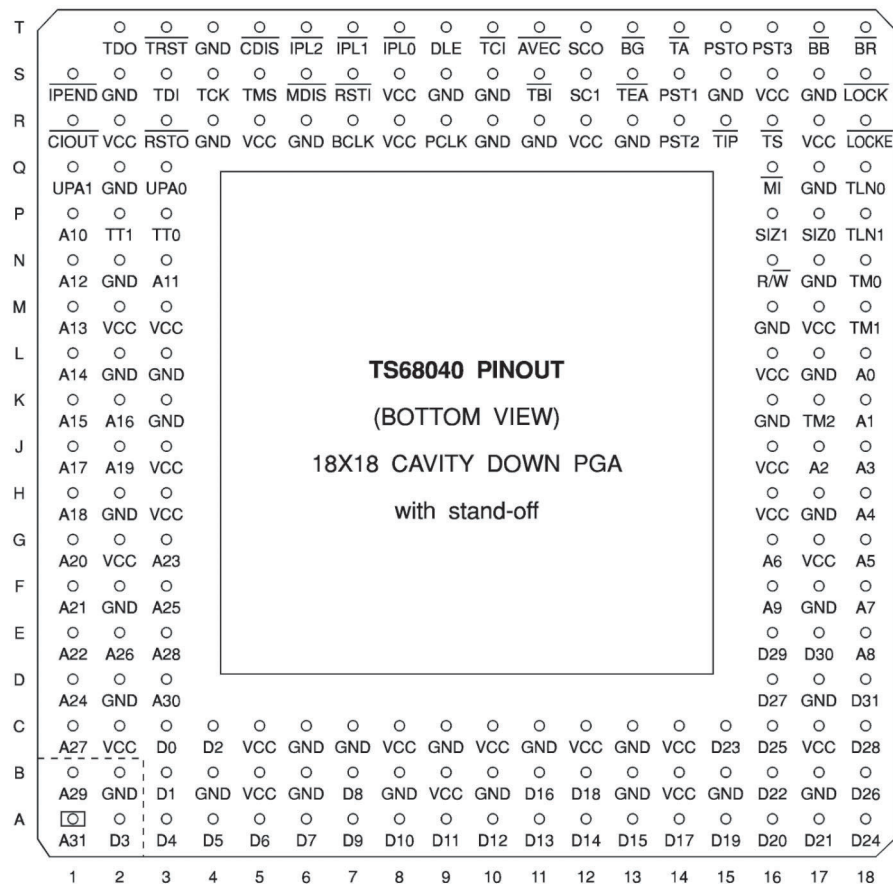 T
TDO TRST GND CDIS IPL2 IPL1 IPL0 DLE TCI AVEC SCO BG TA PSTO PST3 BB BR
S
IPEND GND TDI TCK TMS MDIS RSTI VCC GND GND TBI SC1 TEA PST1 GND VCC GND LOCK
R
CIOUT VCC RSTO GND VCC GND BCLK VCC PCLK GND GND VCC GND PST2 TIP TS VCC LOCKE
Q
UPA1 GND UPA0 MI GND TLN0
P
A10 TT1 TT0 SIZ1 SIZ0 TLN1
N
A12 GND A11 R/W GND TM0
M
A13 VCC VCC GND VCC TM1
L
A14 GND GND TS68040 PINOUT VCC GND A0
K
A15 A16 GND (BOTTOM VIEW) GND TM2 A1
J
A17 A19 VCC 18X18 CAVITY DOWN PGA VCC A2 A3
H
A18 GND VCC with stand-off VCC GND A4
G
A20 VCC A23 A6 VCC A5
F
A21 GND A25 A9 GND A7
E
A22 A26 A28 D29 D30 A8
D
A24 GND A30 D27 GND D31
C
A27 VCC D0 D2 VCC GND GND VCC GND VCC GND VCC GND VCC D23 D25 VCC D28
B
A29 GND D1 GND VCC GND D8 GND VCC GND D16 D18 GND VCC GND D22 GND D26
A
A31 D3 D4 D5 D6 D7 D9 D10 D11 D12 D13 D14 D15 D17 D19 D20 D21 D24
1 2 3 4 5 6 7 8 9 10 11 12 13 14 15 16 17 18